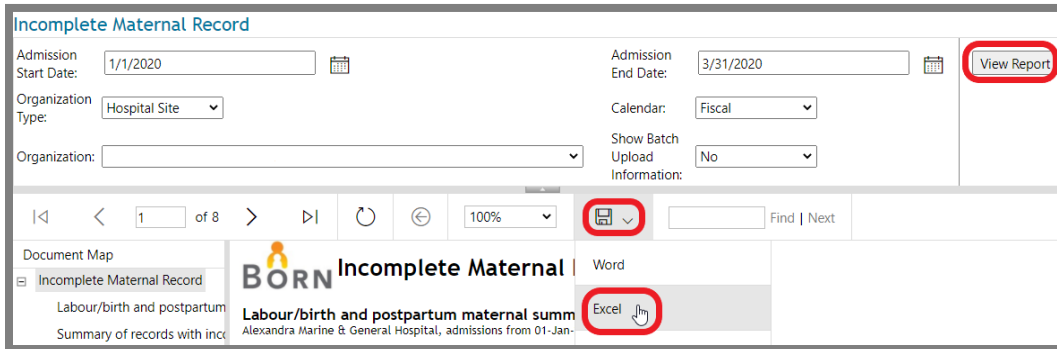 Incomplete Maternal Record
Admission Start Date: 1/1/2020
Admission End Date: 3/31/2020
View Report
Organization Type: Hospital Site
Calendar: Fiscal
Organization:
Show Batch Upload Information: No
1 of 8
100%
Find | Next
Document Map
Incomplete Maternal Record
Labour/birth and postpartum
Summary of records with inco
BORN
Incomplete Maternal
Labour/birth and postpartum maternal summ
Alexandra Marine & General Hospital, admissions from 01-Jan-
Word
Excel